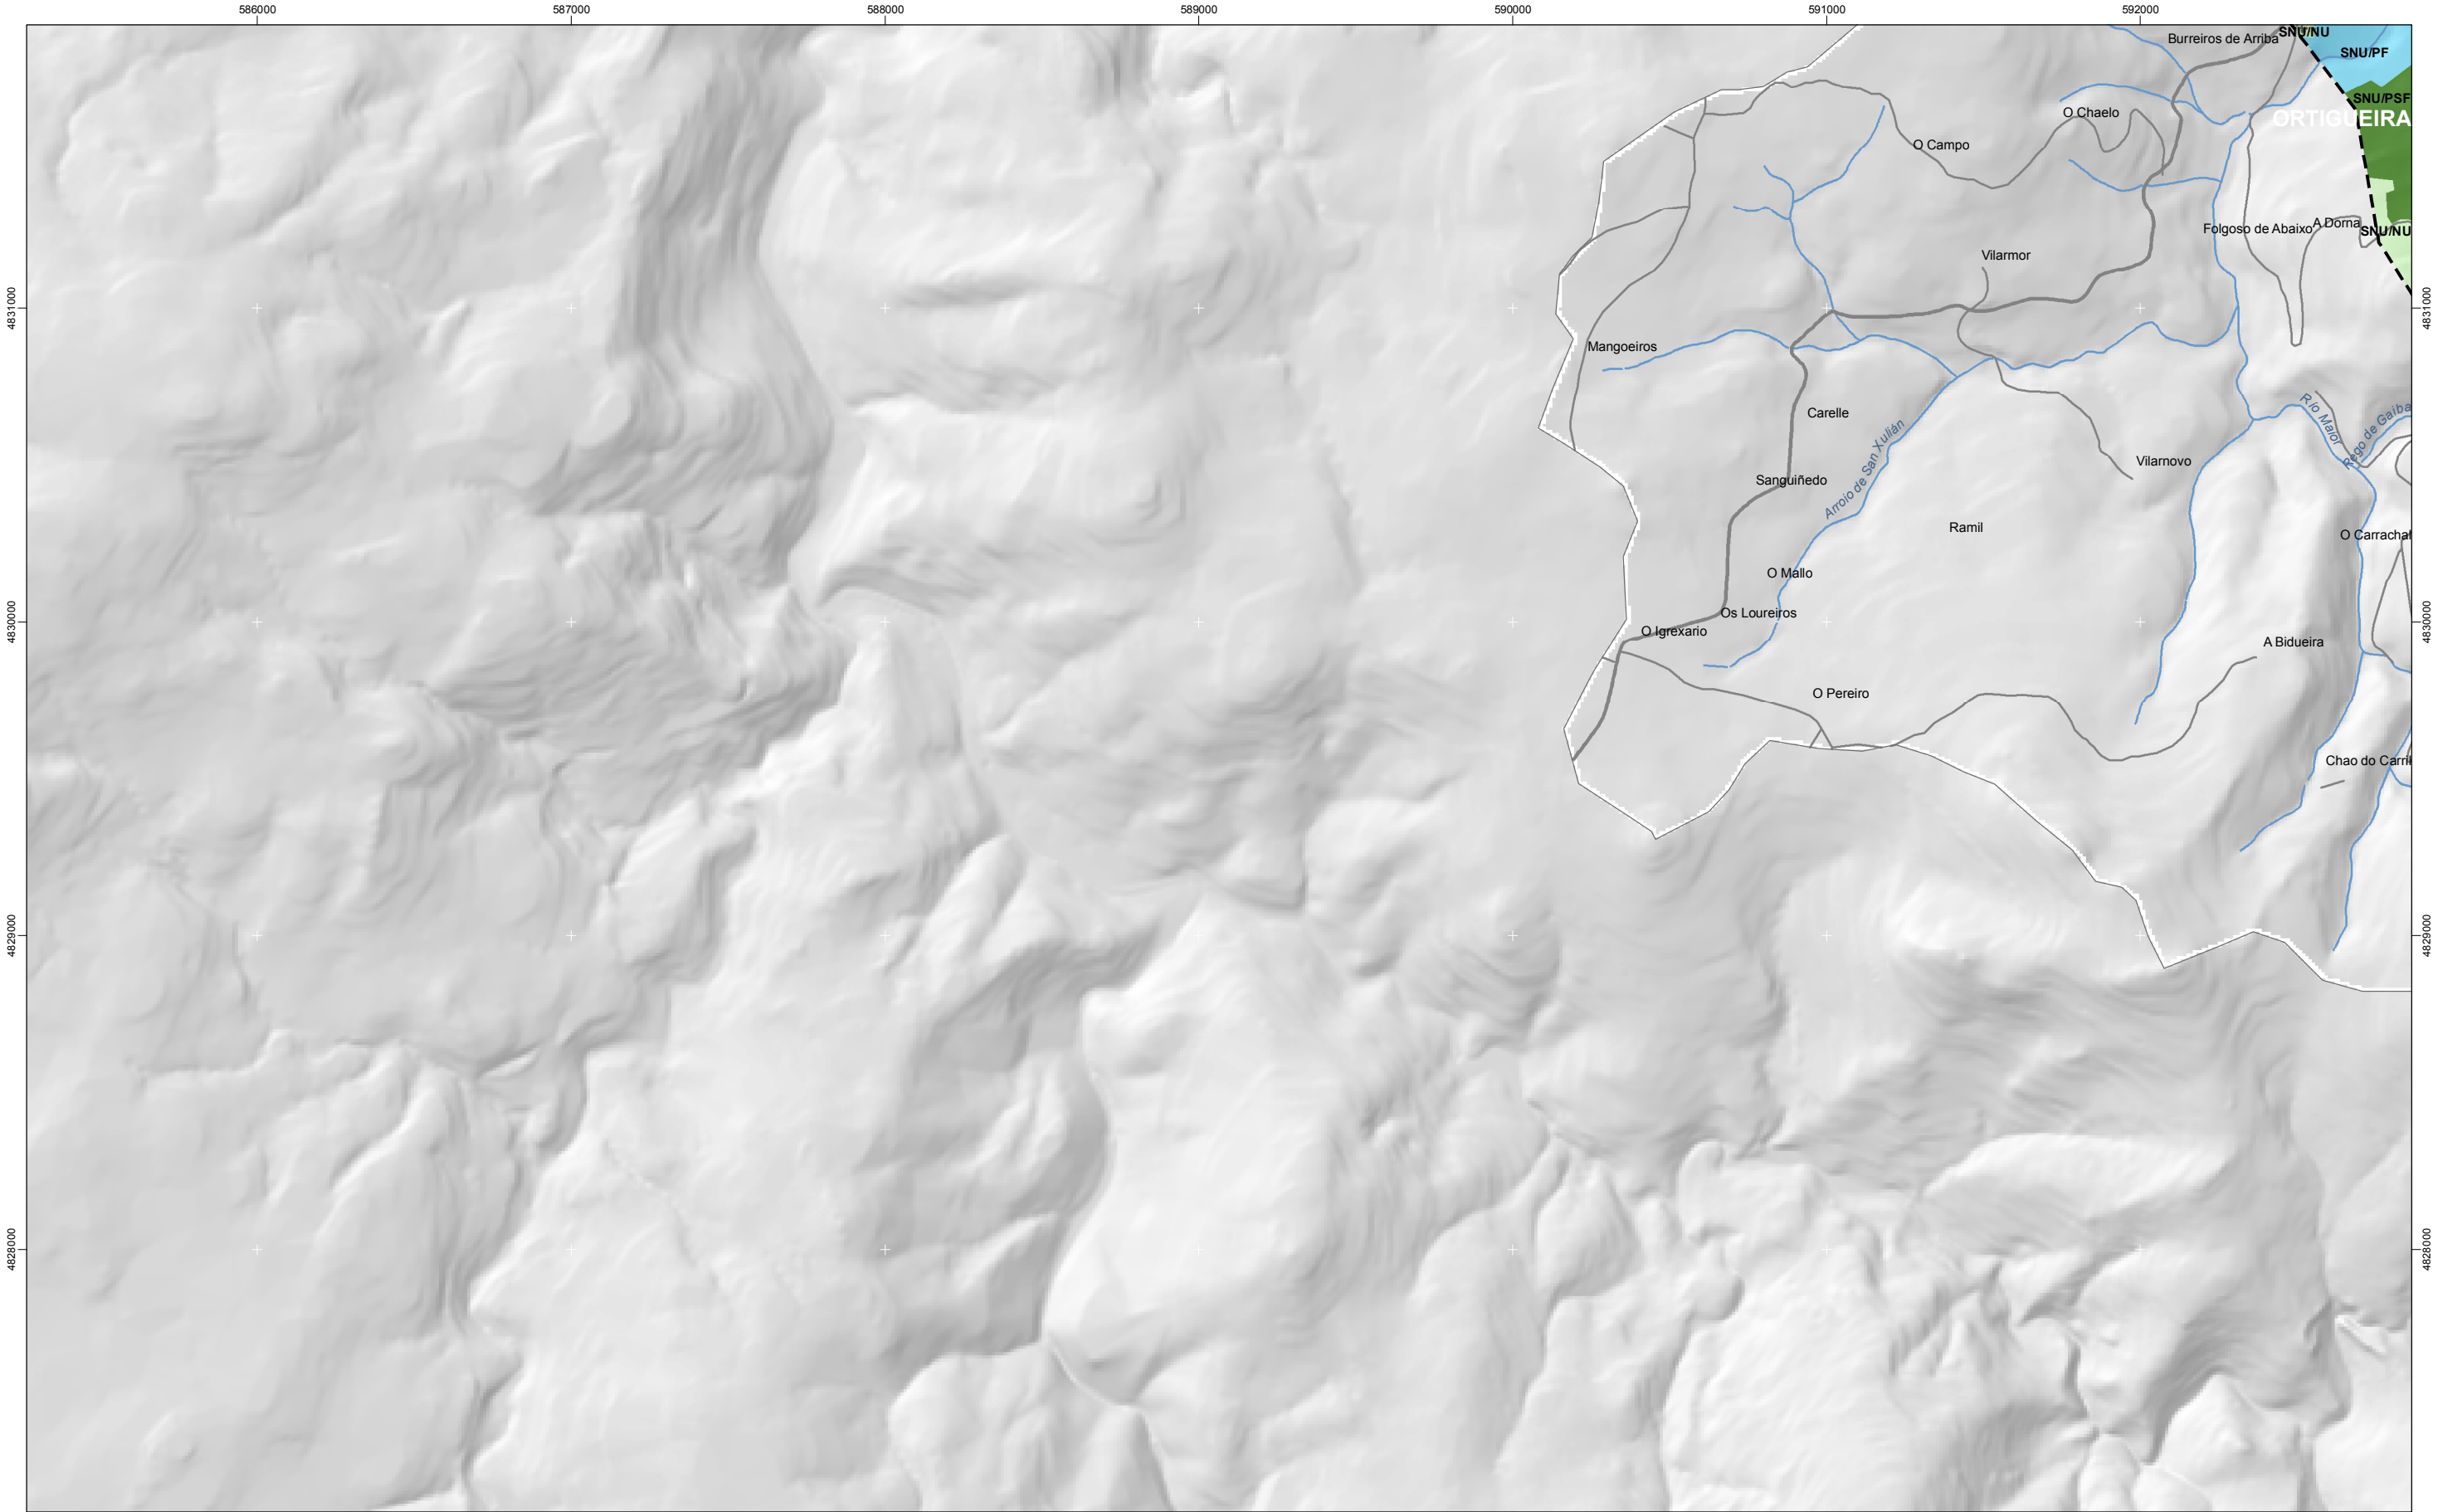 586000
587000
588000
589000
590000
591000
592000
Burreiros de Arriba
SNU/NU
SNU/PF
SNU/PSF
O Chaelo
ORTIGUEIRA
O Campo
A Dorna
Folgoso de Abaixo
SNU/NU
Vilarmor
4831000
4831000
Mangoeiros
Carelle
Río Maior
Rego de Gaiba
Arroio de San Xulián
Vilarnovo
Sanguiñedo
Ramil
O Carrachal
O Mallo
Os Loureiros
4830000
4830000
O Igrexario
A Bidueira
O Pereiro
Chao do Carril
4829000
4829000
4828000
4828000